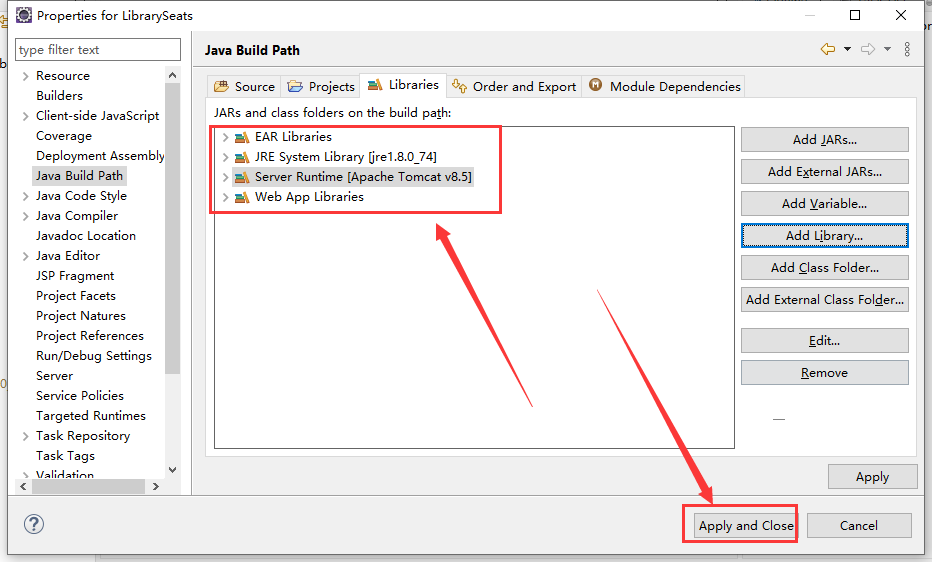 Properties for LibrarySeats
type filter text
Resource
Builders
Client-side JavaScript
Coverage
Deployment Assembly
Java Build Path
Java Code Style
Java Compiler
Javadoc Location
Java Editor
JSP Fragment
Project Facets
Project Natures
Project References
Run/Debug Settings
Server
Service Policies
Targeted Runtimes
Task Repository
Task Tags
Validation
Java Build Path
Source
Projects
Libraries
Order and Export
Module Dependencies
JARs and class folders on the build path:
EAR Libraries
JRE System Library [jre1.8.0_74]
Server Runtime [Apache Tomcat v8.5]
Web App Libraries
Add JARs...
Add External JARs...
Add Variable...
Add Library...
Add Class Folder...
Add External Class Folder...
Edit...
Remove
Apply
Apply and Close
Cancel